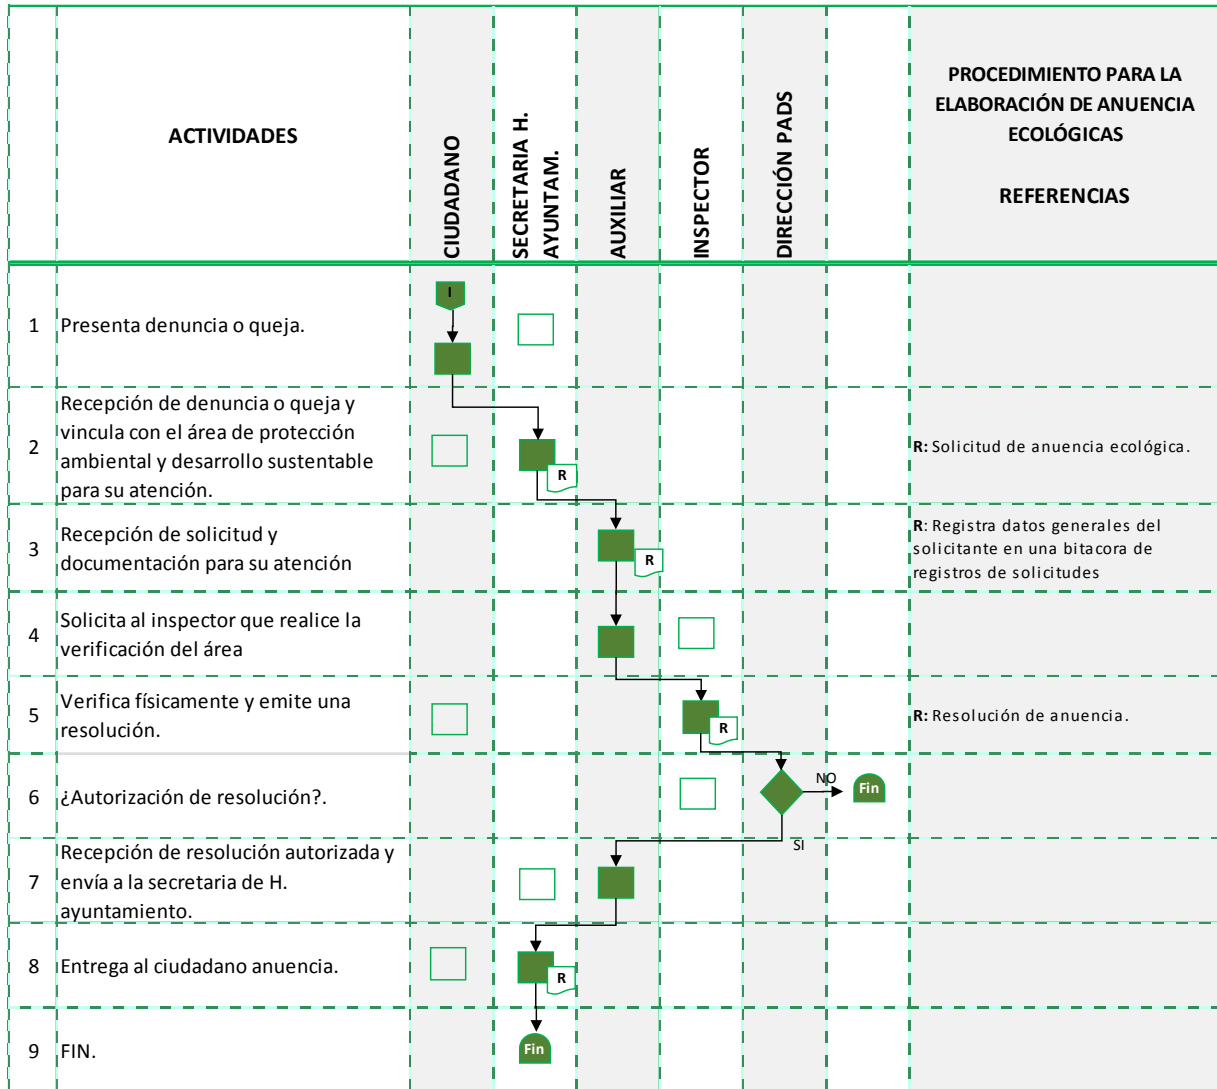 ACTIVIDADES
CIUDADANO
SECRETARIA H.
AYUNTAM.
AUXILIAR
INSPECTOR
DIRECCIÓN PADS
PROCEDIMIENTO PARA LA
ELABORACIÓN DE ANUENCIA
ECOLÓGICAS
REFERENCIAS
I
1 Presenta denuncia o queja.
Recepción de denuncia o queja y
vincula con el área de protección
2 ambiental y desarrollo sustentable
para su atención.
R
R: Solicitud de anuencia ecológica.
3 Recepción de solicitud y
documentación para su atención
R
R: Registra datos generales del
solicitante en una bitacora de
registros de solicitudes
4 Solicita al inspector que realice la
verificación del área
5 Verifica físicamente y emite una
resolución.
R
R: Resolución de anuencia.
6 ¿Autorización de resolución?.
NO
Fin
SI
Recepción de resolución autorizada y
7 envía a la secretaria de H.
ayuntamiento.
8 Entrega al ciudadano anuencia.
R
9 FIN.
Fin